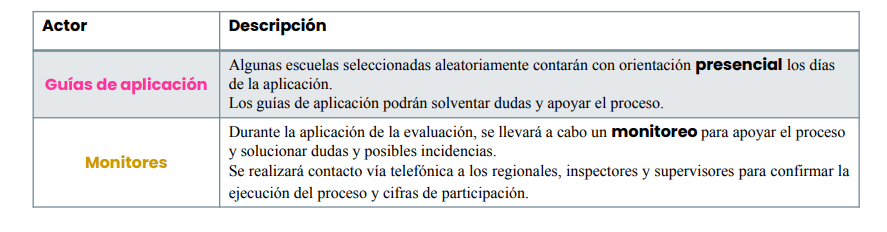 Actor Descripción
Guías de aplicación
Algunas escuelas seleccionadas aleatoriamente contarán con orientación presencial los días
de la aplicación.
Los guías de aplicación podrán solventar dudas y apoyar el proceso.
Monitores
Durante la aplicación de la evaluación, se llevará a cabo un monitoreo para apoyar el proceso
y solucionar dudas y posibles incidencias.
Se realizará contacto vía telefónica a los regionales, inspectores y supervisores para confirmar la
ejecución del proceso y cifras de participación.